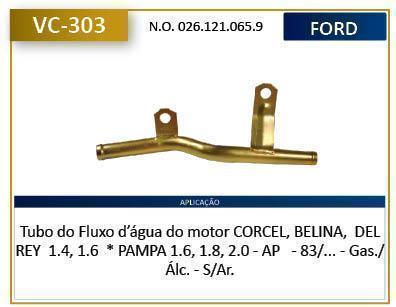 VC-303
N.O. 026.121.065.9
FORD
APLICAÇÃO
Tubo do Fluxo d’água do motor CORCEL, BELINA, DEL
REY 1.4, 1.6 * PAMPA 1.6, 1.8, 2.0 - AP - 83/... - Gas./
Álc. - S/Ar.